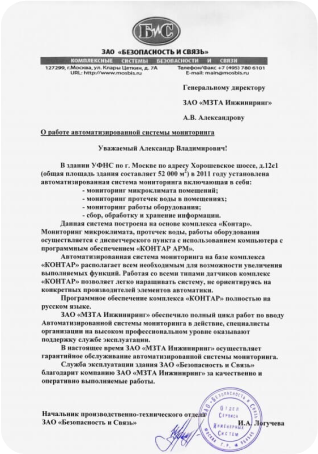 БиС
ЗАО «БЕЗОПАСНОСТЬ И СВЯЗЬ»
КОМПЛЕКСНЫЕ СИСТЕМЫ БЕЗОПАСНОСТИ И СВЯЗИ
127299, г.Москва, ул. Клары Цеткин, д. 7А Телефон/Факс +7 (495) 780 6101
URL: http://www.mosbis.ru E-mail: main@mosbis.com
Генеральному директору
ЗАО «МЗТА Инжиниринг»
А.В. Александрову
О работе автоматизированной системы мониторинга
Уважаемый Александр Владимирович!
В здании УФНС по г. Москве по адресу Хорошевское шоссе, д.12с1
(общая площадь здания составляет 52 000 м²) в 2011 году установлена
автоматизированная система мониторинга включающая в себя:
- мониторинг микроклимата помещений;
- мониторинг протечек воды в помещениях;
- мониторинг работы оборудования;
- сбор, обработку и хранение информации.
Данная система построена на основе комплекса «Контар».
Мониторинг микроклимата, протечек воды, работы оборудования
осуществляется с диспетчерского пункта с использованием компьютера с
программным обеспечением «КОНТАР АРМ».
Автоматизированная система мониторинга на базе комплекса
«КОНТАР» располагает всем необходимым для возможности увеличения
выполняемых функций. Работая со всеми типами датчиков комплекс
«КОНТАР» позволяет легко наращивать систему, не ориентируясь на
конкретных производителей элементов автоматики.
Программное обеспечение комплекса «КОНТАР» полностью на
русском языке.
ЗАО «МЗТА Инжиниринг» обеспечило полный цикл работ по вводу
Автоматизированной системы мониторинга в действие, специалисты
организации на высоком профессиональном уровне оказывают
поддержку службе эксплуатации.
В настоящее время ЗАО «МЗТА Инжиниринг» осуществляет
гарантийное обслуживание автоматизированной системы мониторинга.
Служба эксплуатации здания ЗАО «Безопасность и Связь»
благодарит компанию ЗАО «МЗТА Инжиниринг» за качественно и
оперативно выполняемые работы.
Начальник производственно-технического отдела
ЗАО «Безопасность и Связь» И.А. Логучева
Инженерных
Систем